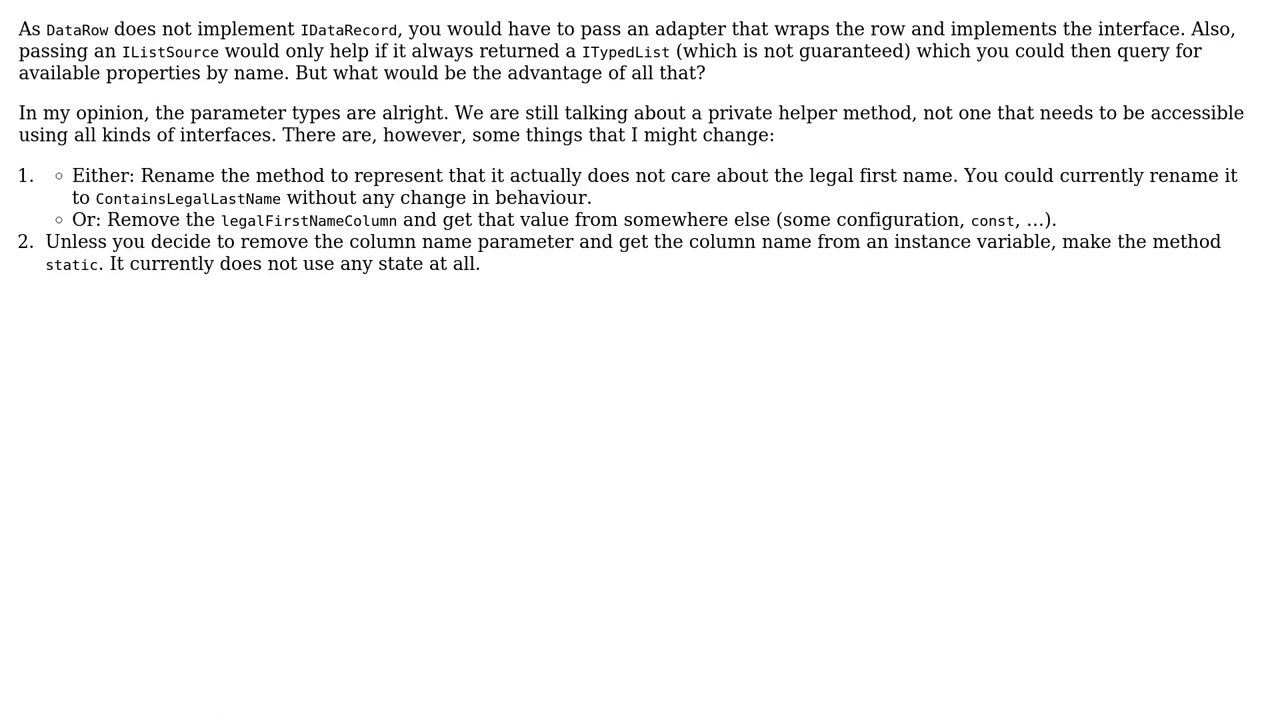 As DataRow does not implement IDataRecord, you would have to pass an adapter that wraps the row and implements the interface. Also,
passing an IListSource would only help if it always returned a ITypedList (which is not guaranteed) which you could then query for
available properties by name. But what would be the advantage of all that?
In my opinion, the parameter types are alright. We are still talking about a private helper method, not one that needs to be accessible
using all kinds of interfaces. There are, however, some things that I might change:
1. ◦ Either: Rename the method to represent that it actually does not care about the legal first name. You could currently rename it
to ContainsLegalLastName without any change in behaviour.
◦ Or: Remove the legalFirstNameColumn and get that value from somewhere else (some configuration, const, …).
2. Unless you decide to remove the column name parameter and get the column name from an instance variable, make the method
static. It currently does not use any state at all.